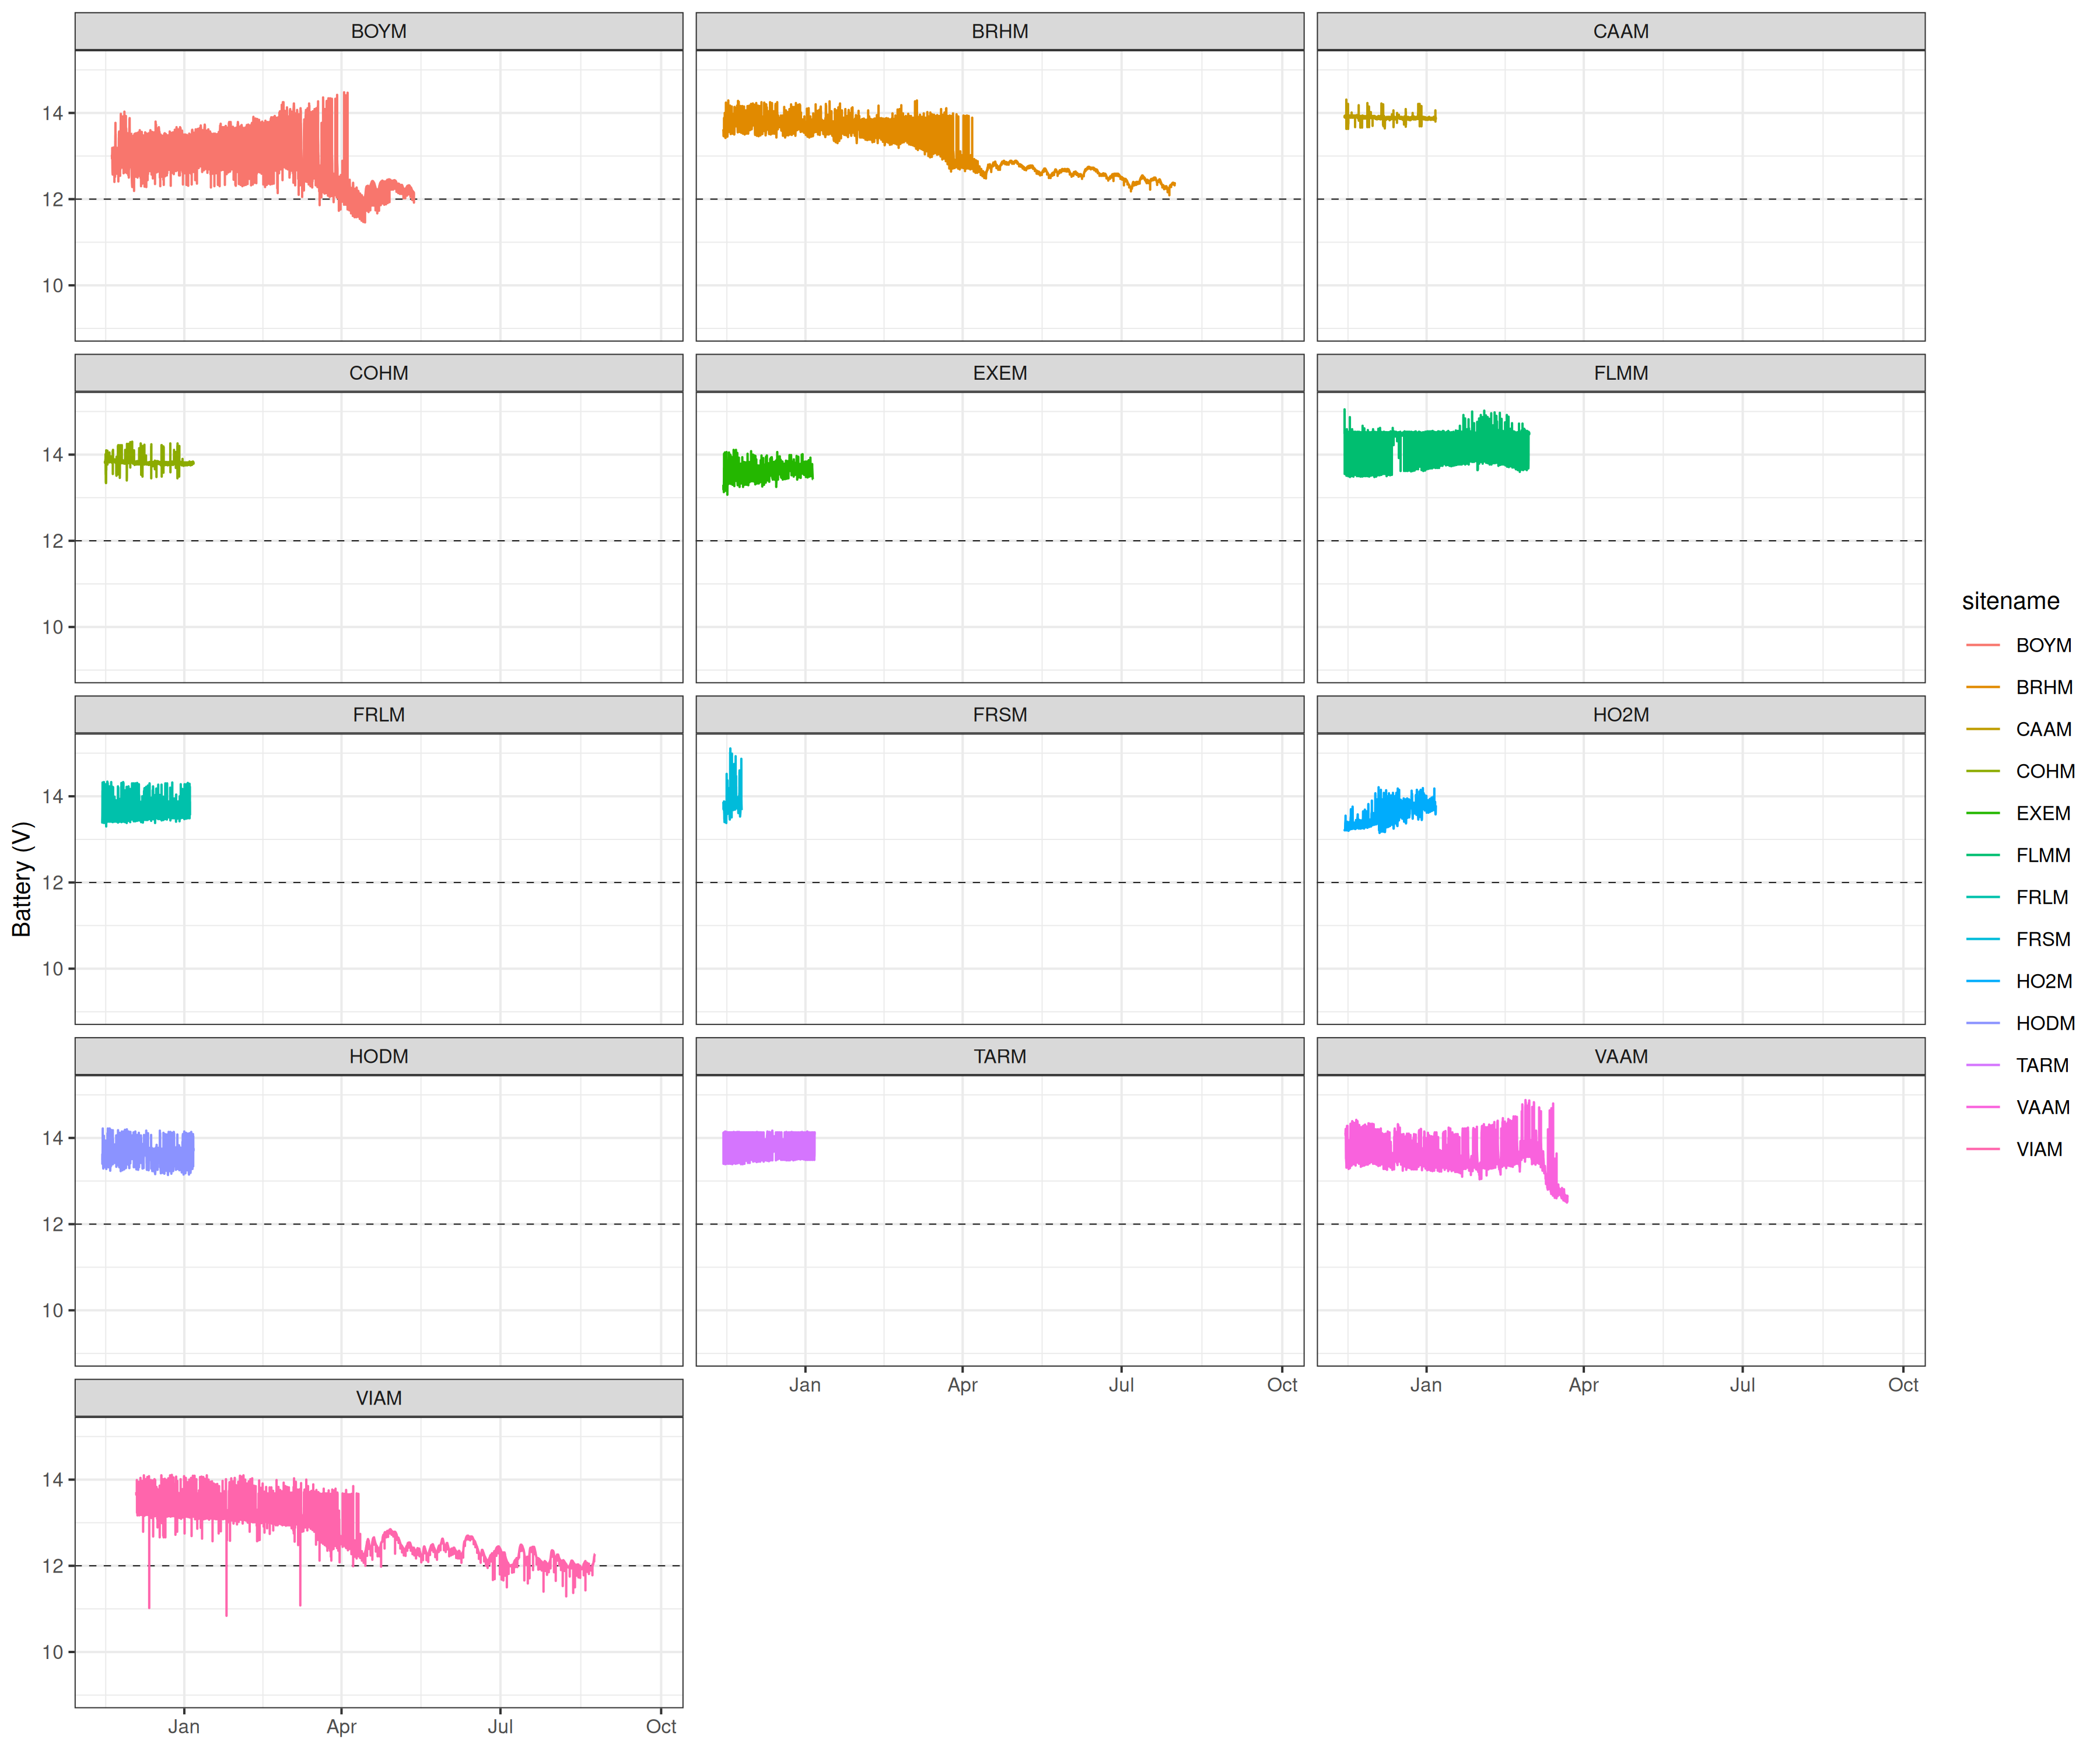 BOYM
BRHM
CAAM
14
12
10
COHM
EXEM
FLMM
14
12
10
FRLM
FRSM
HO2M
14
12
10
HODM
TARM
VAAM
14
12
10
Jan Apr Jul Oct
Jan Apr Jul Oct
VIAM
14
12
10
Jan Apr Jul Oct
Battery (V)
sitename
BOYM
BRHM
CAAM
COHM
EXEM
FLMM
FRLM
FRSM
HO2M
HODM
TARM
VAAM
VIAM